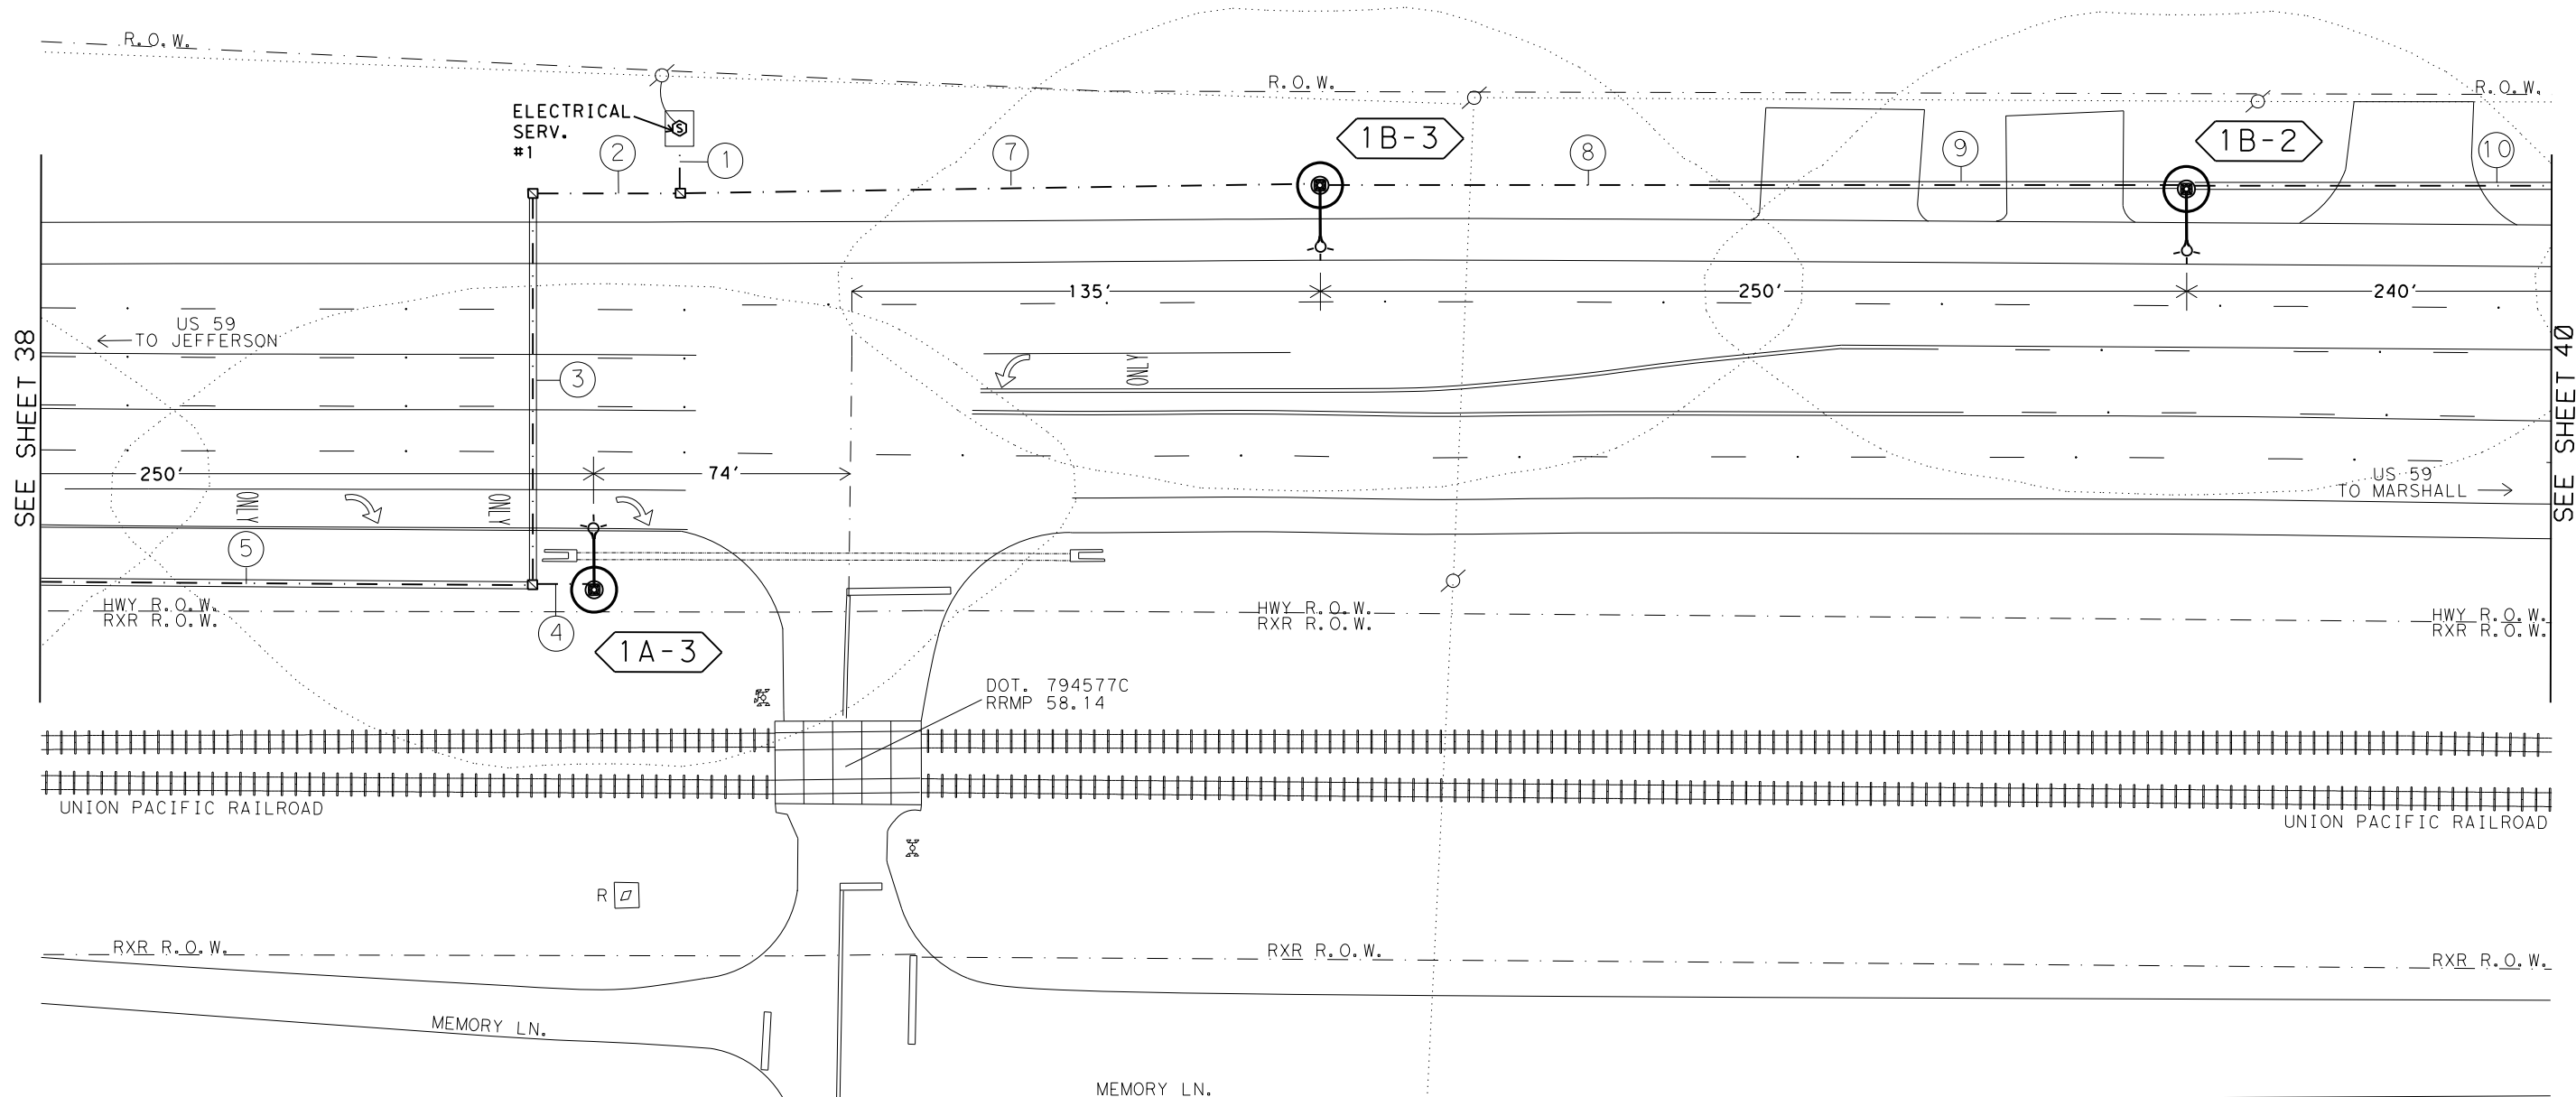 R.O.W.
R.O.W.
R.O.W.
ELECTRICAL
SERV.
#1
S
2
1
7
1B-3
8
9
1B-2
10
135'
250'
240'
US 59
TO JEFFERSON
SEE SHEET 38
SEE SHEET 40
3
ONLY
250'
74'
US 59
TO MARSHALL
ONLY
ONLY
5
HWY R.O.W.
RXR R.O.W.
4
1A-3
HWY R.O.W.
RXR R.O.W.
HWY R.O.W.
RXR R.O.W.
DOT. 794577C
RRMP 58.14
UNION PACIFIC RAILROAD
UNION PACIFIC RAILROAD
R
RXR R.O.W.
RXR R.O.W.
RXR R.O.W.
MEMORY LN.
MEMORY LN.